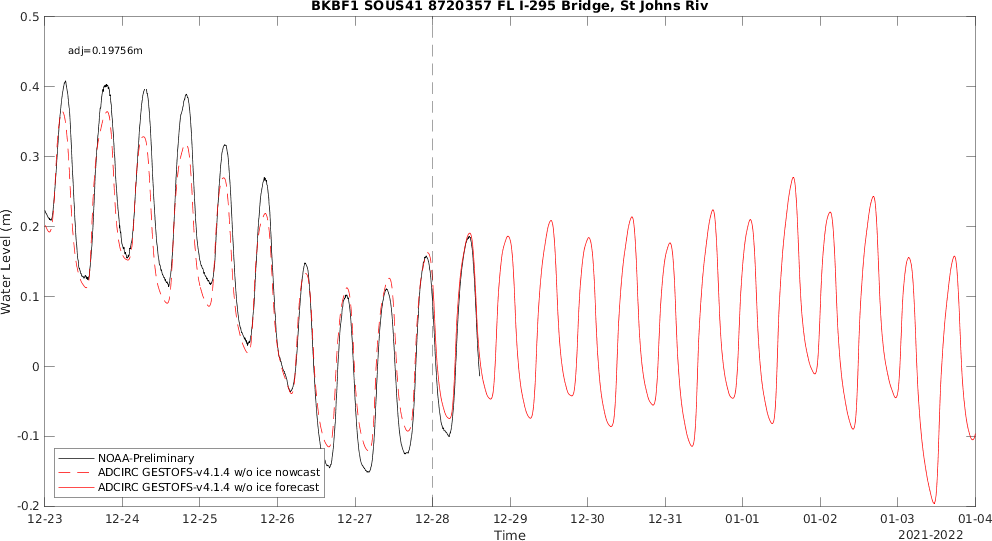 BKBF1 SOUS41 8720357 FL I-295 Bridge, St Johns Riv
adj=0.19756m
0.5
0.4
0.3
0.2
0.1
0
-0.1
-0.2
Water Level (m)
NOAA-Preliminary
ADCIRC GESTOFS-v4.1.4 w/o ice nowcast
ADCIRC GESTOFS-v4.1.4 w/o ice forecast
12-23 12-24 12-25 12-26 12-27 12-28 12-29 12-30 12-31 01-01 01-02 01-03 01-04
Time
2021-2022